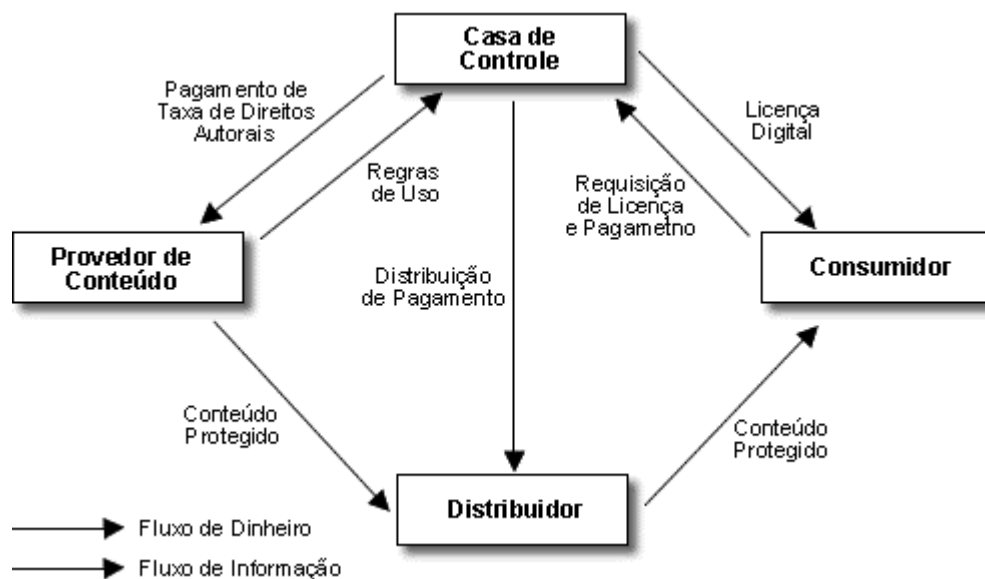 Casa de
Controle
Pagamento de
Taxa de Direitos
Autorais
Licença
Digital
Regras
de Uso
Requisição
de Licença
e Pagametno
Provedor de
Conteúdo
Consumidor
Distribuição
de Pagamento
Conteúdo
Protegido
Conteúdo
Protegido
Distribuidor
Fluxo de Dinheiro
Fluxo de Informação